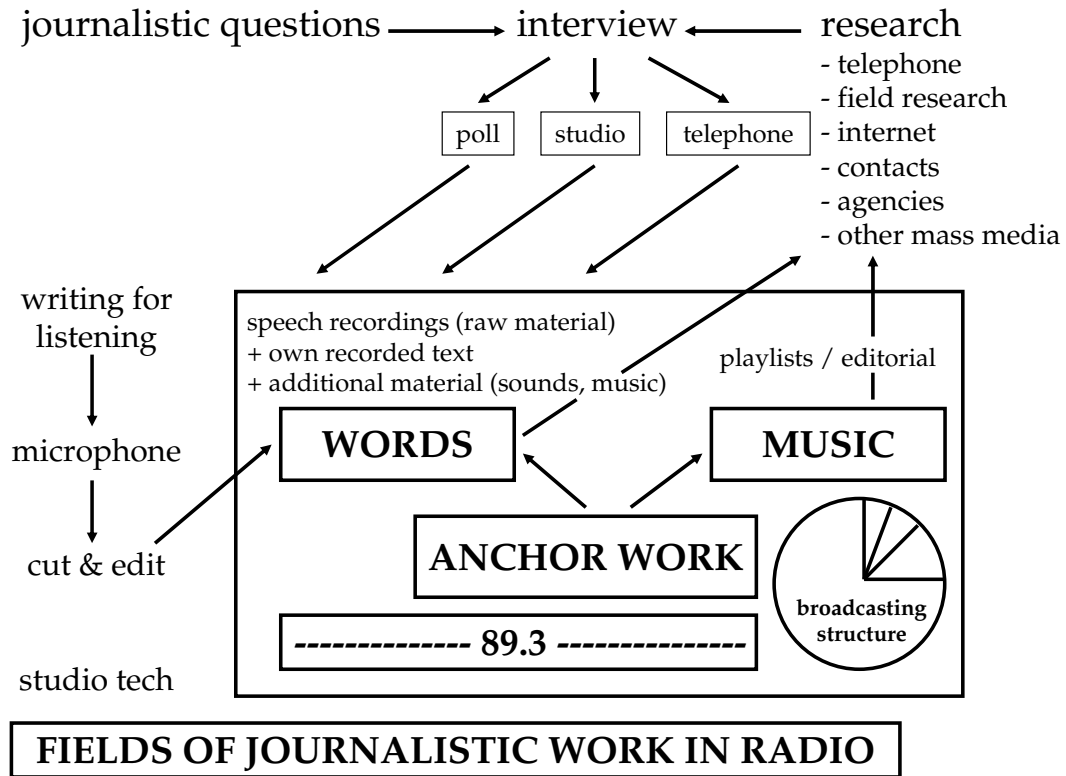 journalistic questions
interview
research
- telephone
- field research
- internet
- contacts
- agencies
- other mass media
poll
studio
telephone
writing for
listening
microphone
cut & edit
studio tech
speech recordings (raw material)
+ own recorded text
+ additional material (sounds, music)
playlists / editorial
WORDS
MUSIC
ANCHOR WORK
broadcasting
structure
-------------- 89.3 ---------------
FIELDS OF JOURNALISTIC WORK IN RADIO